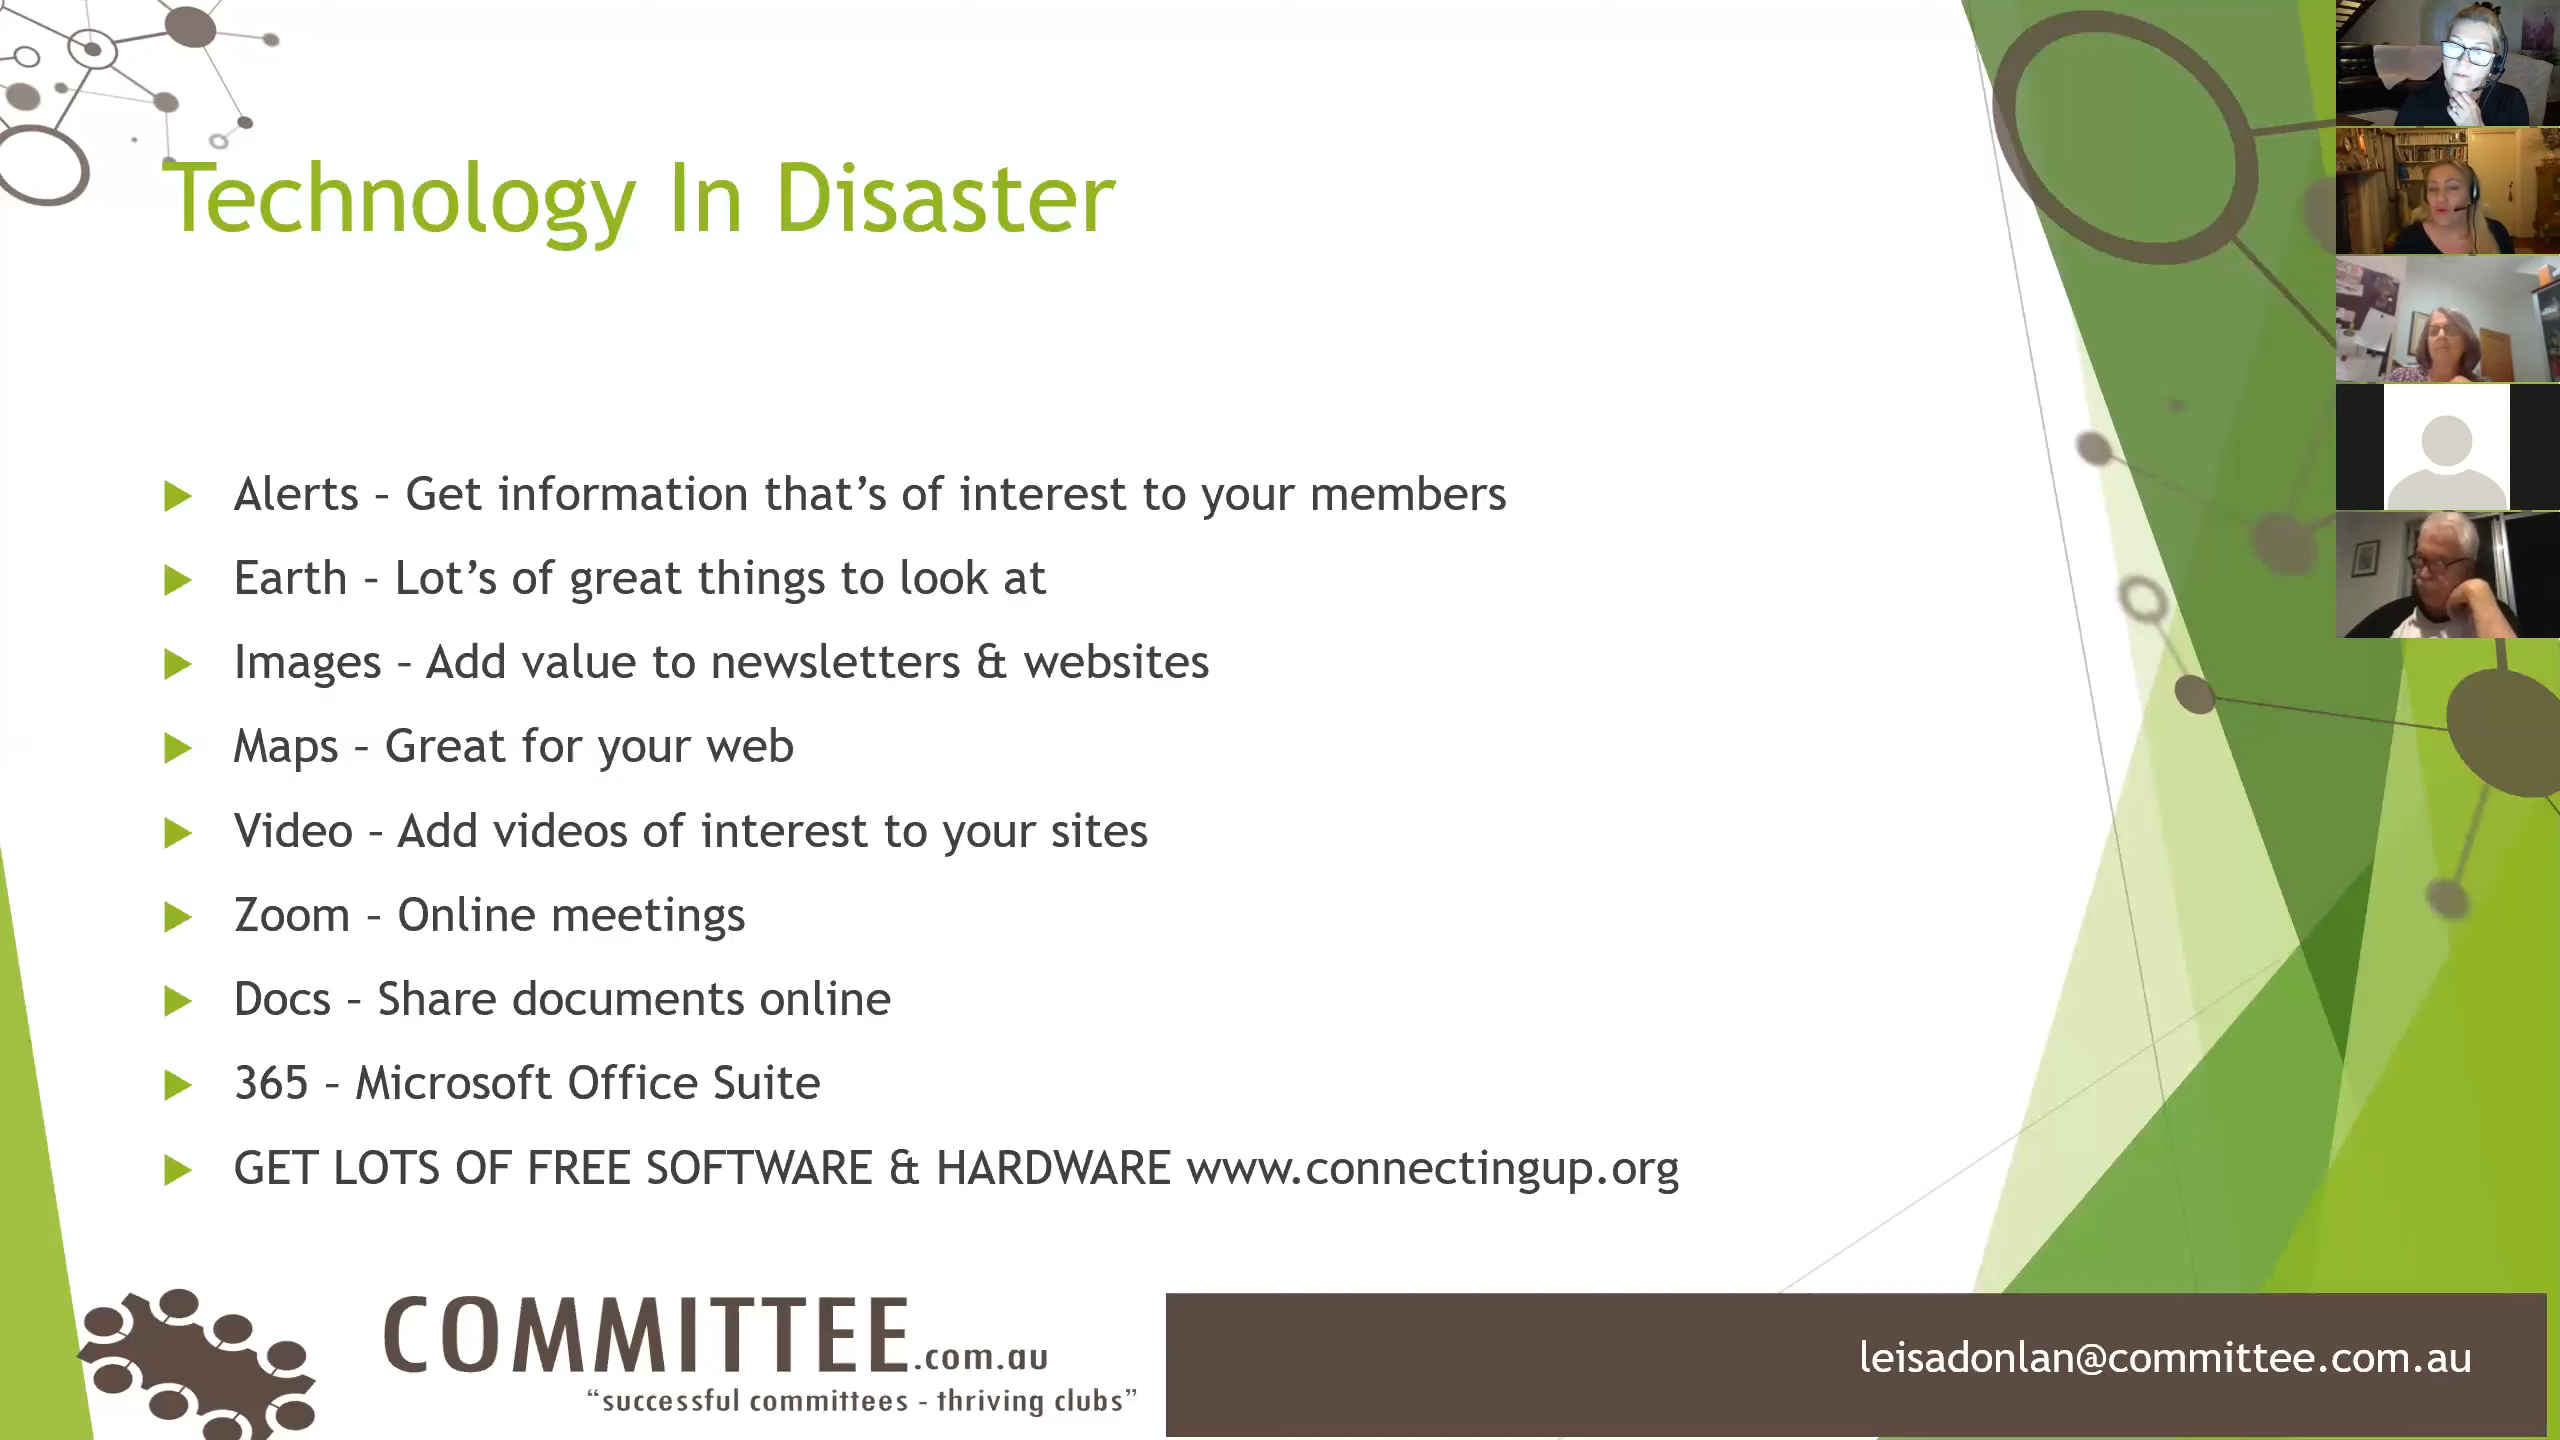 Technology In Disaster
Alerts – Get information that’s of interest to your members
Earth – Lot’s of great things to look at
Images – Add value to newsletters & websites
Maps – Great for your web
Video – Add videos of interest to your sites
Zoom – Online meetings
Docs – Share documents online
365 – Microsoft Office Suite
GET LOTS OF FREE SOFTWARE & HARDWARE www.connectingup.org
COMMITTEE.com.au
“successful committees - thriving clubs”
leisadonlan@committee.com.au